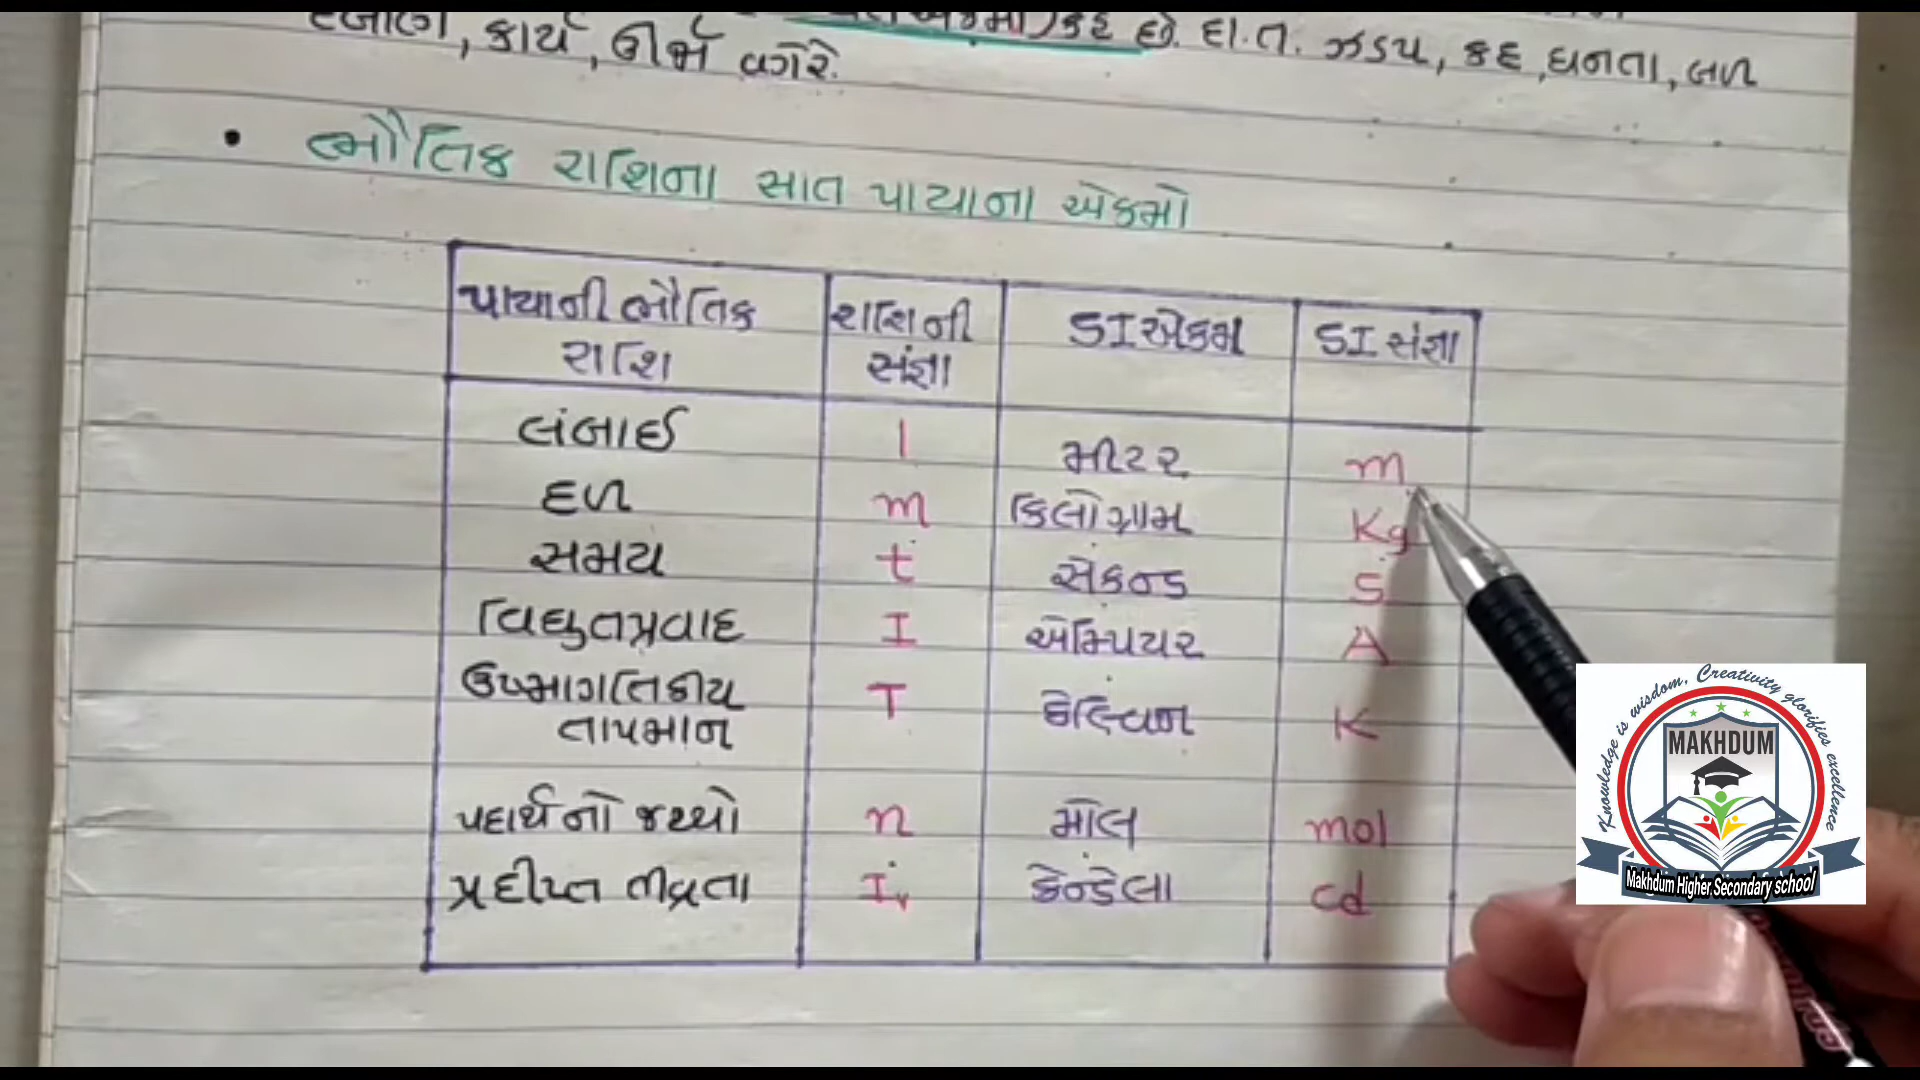 કાર્ય, ઊર્જા વગેરે.
કહે છે. દા.ત. ઝડપ, કદ, ઘનતા, બળ
• ભૌતિક રાશિના સાત પાયાના એકમો
પાયાની ભૌતિક રાશિ રાશિની સંજ્ઞા SI એકમ SI સંજ્ઞા
લંબાઈ l મીટર m
દળ m કિલોગ્રામ Kg
સમય t સેકન્ડ S
વિદ્યુતપ્રવાહ I એમ્પિયર A
ઉષ્માગતિકીય તાપમાન T કેલ્વિન K
પદાર્થનો જથ્થો n મોલ mol
પ્રદીપ્ત તીવ્રતા Iv કેન્ડેલા cd
Knowledge is wisdom, Creativity glorifies excellence
MAKHDUM
Makhdum Higher Secondary school